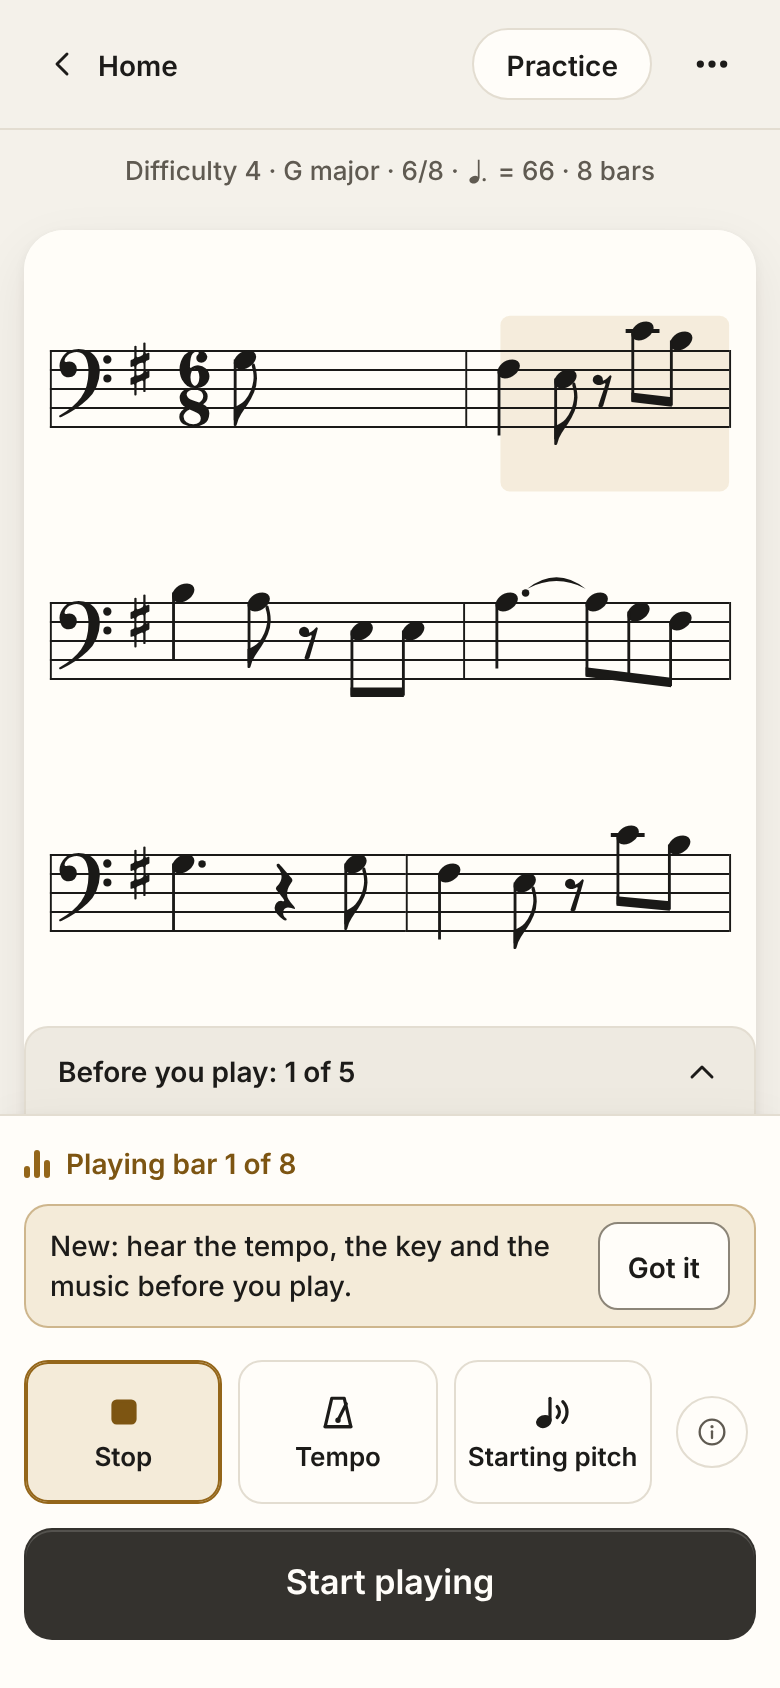 Home
Practice
Difficulty 4 · G major · 6/8 · ♩. = 66 · 8 bars
6
8
Before you play: 1 of 5
Playing bar 1 of 8
New: hear the tempo, the key and the
music before you play.
Got it
Stop
Tempo
Starting pitch
Start playing